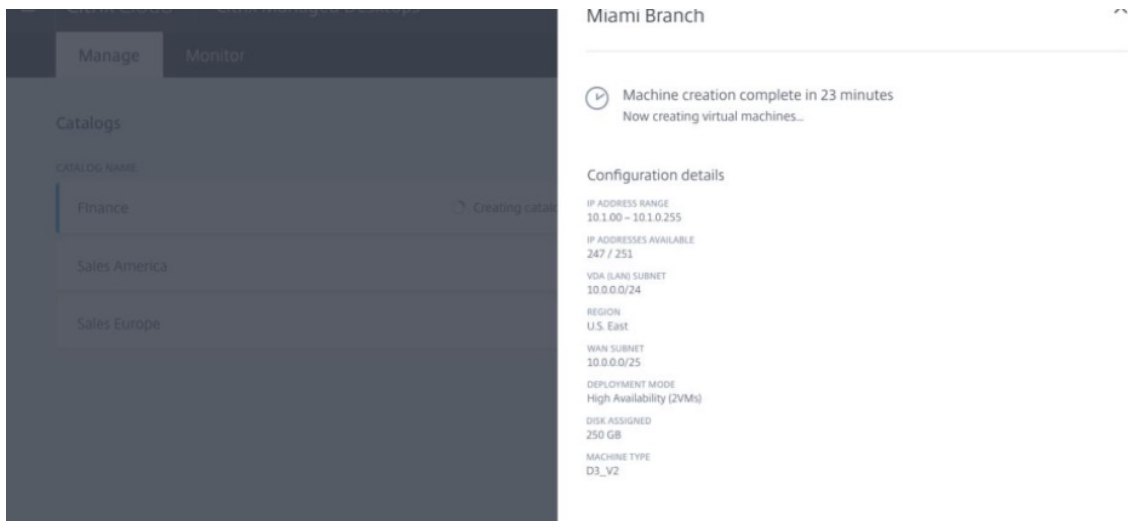 Miami Branch
Manage
Monitor
Machine creation complete in 23 minutes
Now creating virtual machines...
Catalogs
CATALOG NAME
Finance
Creating catalo
Sales America
Sales Europe
Configuration details
IP ADDRESS RANGE
10.1.00 – 10.1.0.255
IP ADDRESSES AVAILABLE
247 / 251
VDA (LAN) SUBNET
10.0.0.0/24
REGION
U.S. East
WAN SUBNET
10.0.0.0/25
DEPLOYMENT MODE
High Availability (2VMs)
DISK ASSIGNED
250 GB
MACHINE TYPE
D3_V2